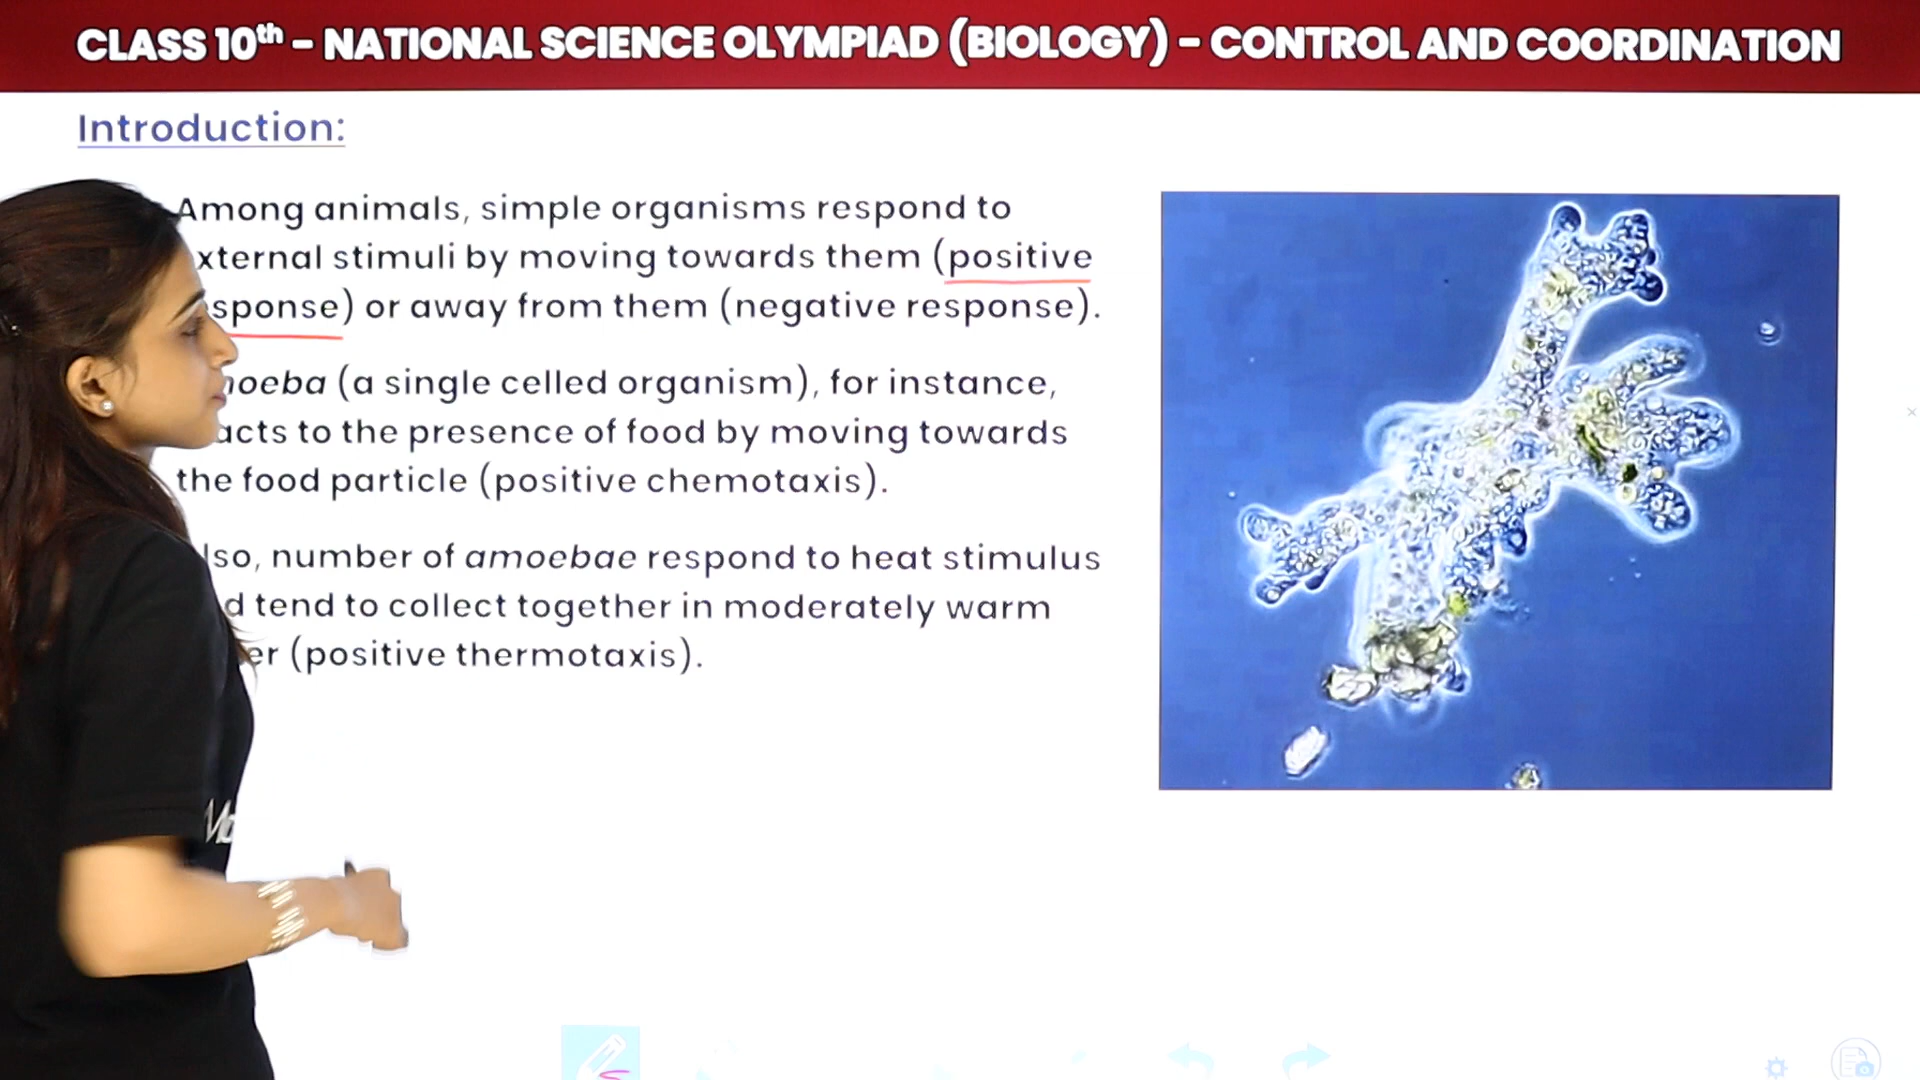 CLASS 10th – NATIONAL SCIENCE OLYMPIAD (BIOLOGY) – CONTROL AND COORDINATION
Introduction:
Among animals, simple organisms respond to
xternal stimuli by moving towards them (positive
sponse) or away from them (negative response).
oeba (a single celled organism), for instance,
acts to the presence of food by moving towards
the food particle (positive chemotaxis).
lso, number of amoebae respond to heat stimulus
d tend to collect together in moderately warm
er (positive thermotaxis).